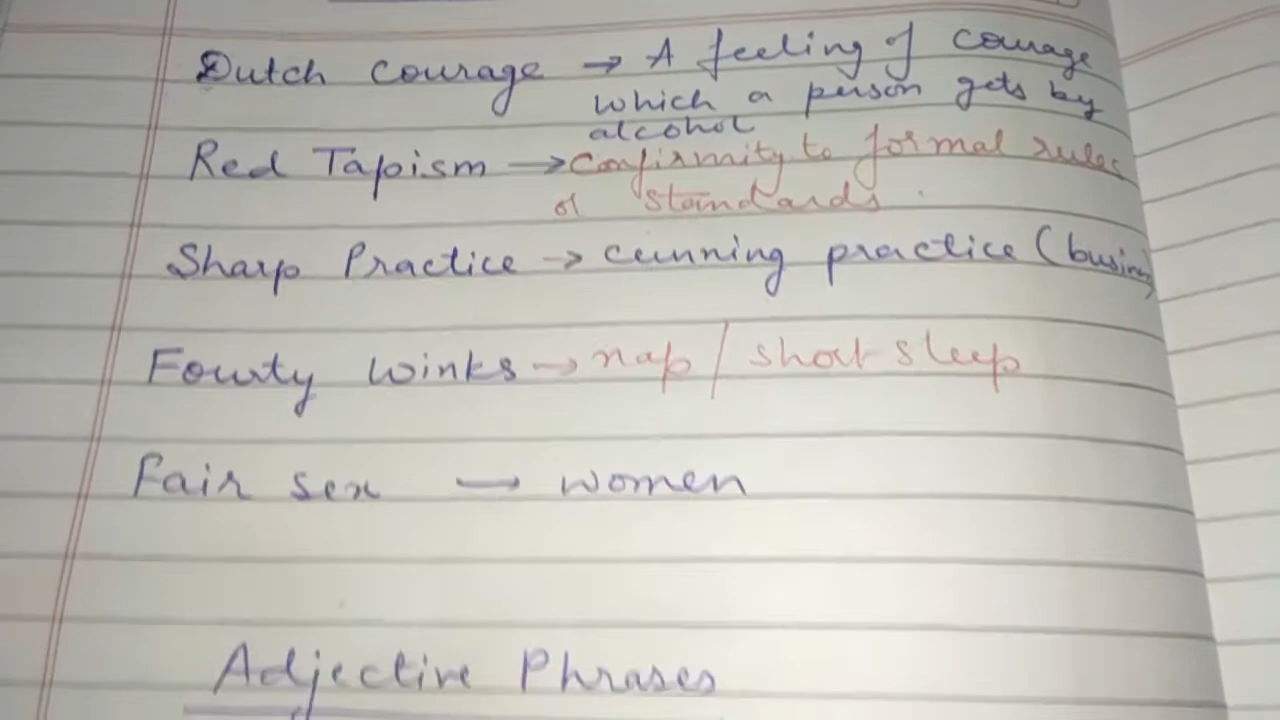 Dutch courage → A feeling of courage
which a person gets by
alcohol
Red Tapism → Confirmity to formal rules
or standards.
Sharp Practice → cunning practice (business)
Fourty winks → nap / short sleep
Fair sex → women
Adjective Phrases